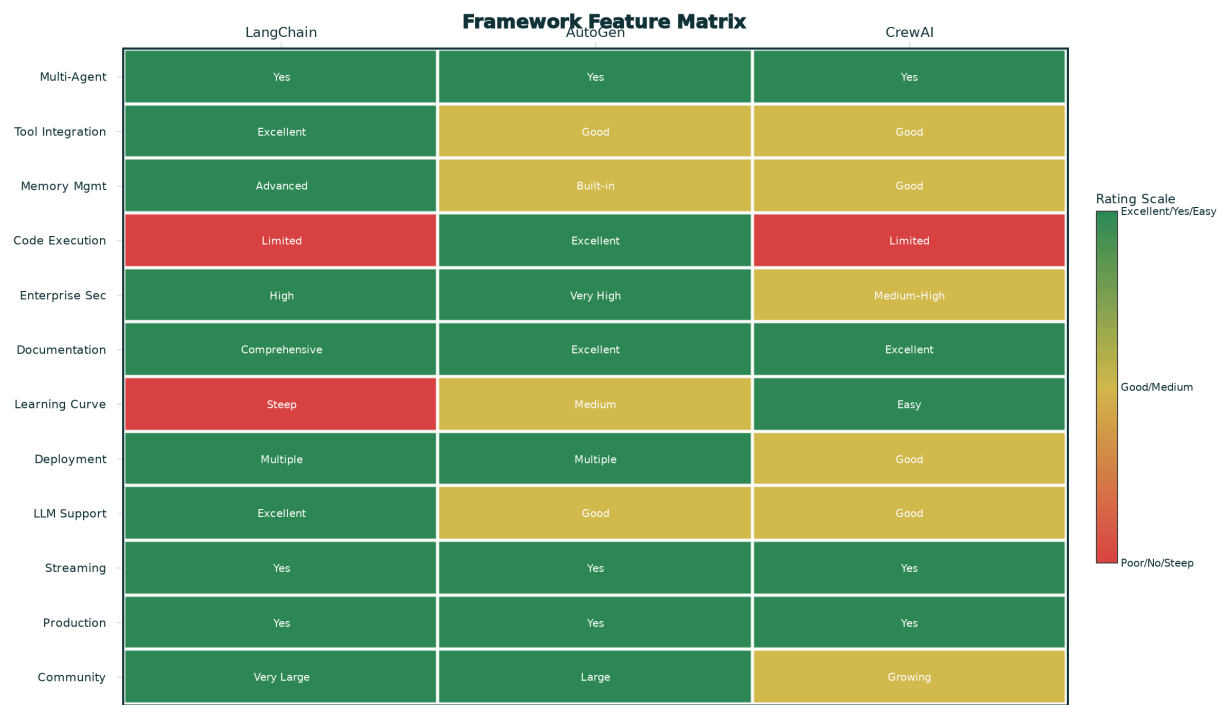 Framework Feature Matrix
LangChain AutoGen CrewAI
Multi-Agent Yes Yes Yes
Tool Integration Excellent Good Good
Memory Mgmt Advanced Built-in Good
Rating Scale
Excellent/Yes/Easy
Code Execution Limited Excellent Limited
Enterprise Sec High Very High Medium-High
Documentation Comprehensive Excellent Excellent
Good/Medium
Learning Curve Steep Medium Easy
Deployment Multiple Multiple Good
LLM Support Excellent Good Good
Poor/No/Steep
Streaming Yes Yes Yes
Production Yes Yes Yes
Community Very Large Large Growing